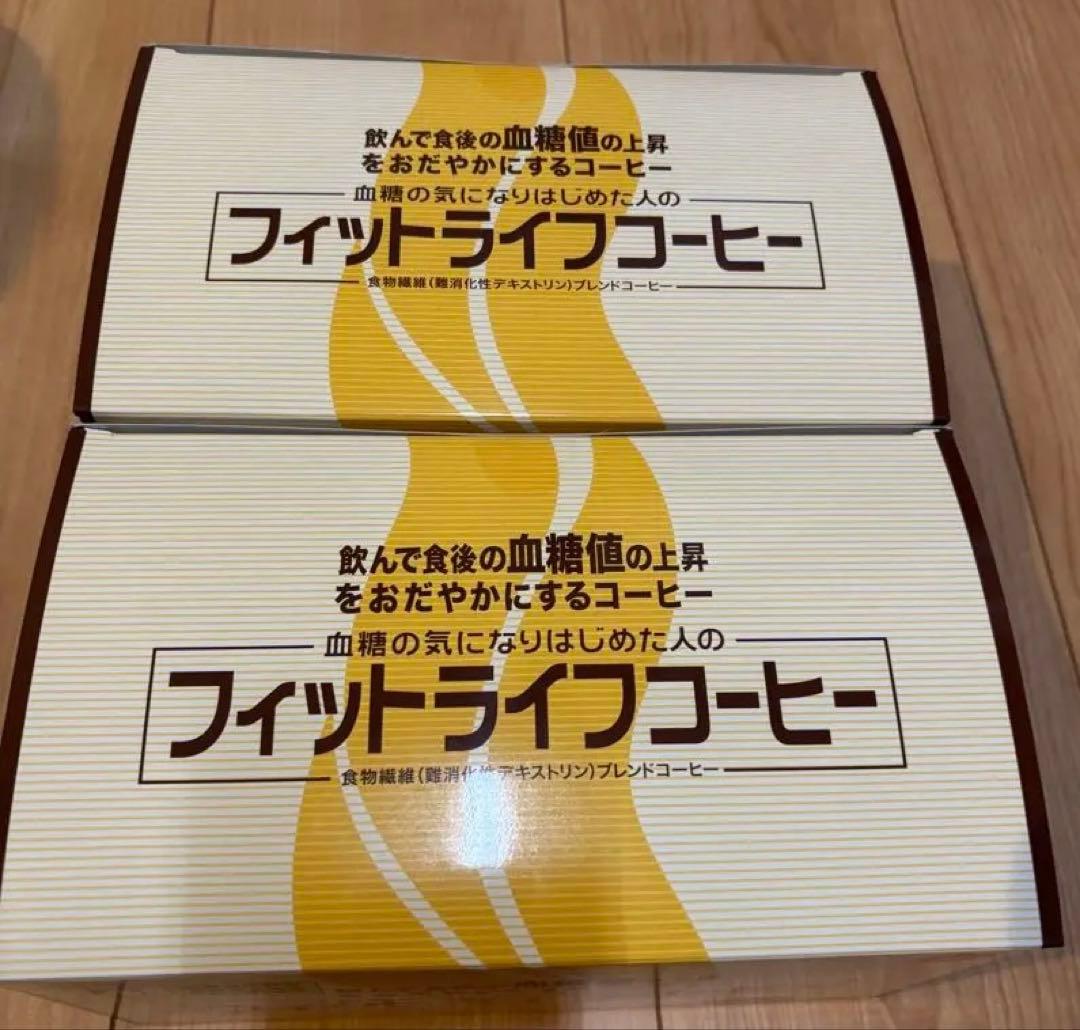 飲んで食後の血糖値の上昇
をおだやかにするコーヒー
血糖の気になりはじめた人の
フィットライフコーヒー
食物繊維(難消化性デキストリン)ブレンドコーヒー
飲んで食後の血糖値の上昇
をおだやかにするコーヒー
血糖の気になりはじめた人の
フィットライフコーヒー
食物繊維(難消化性デキストリン)ブレンドコーヒー